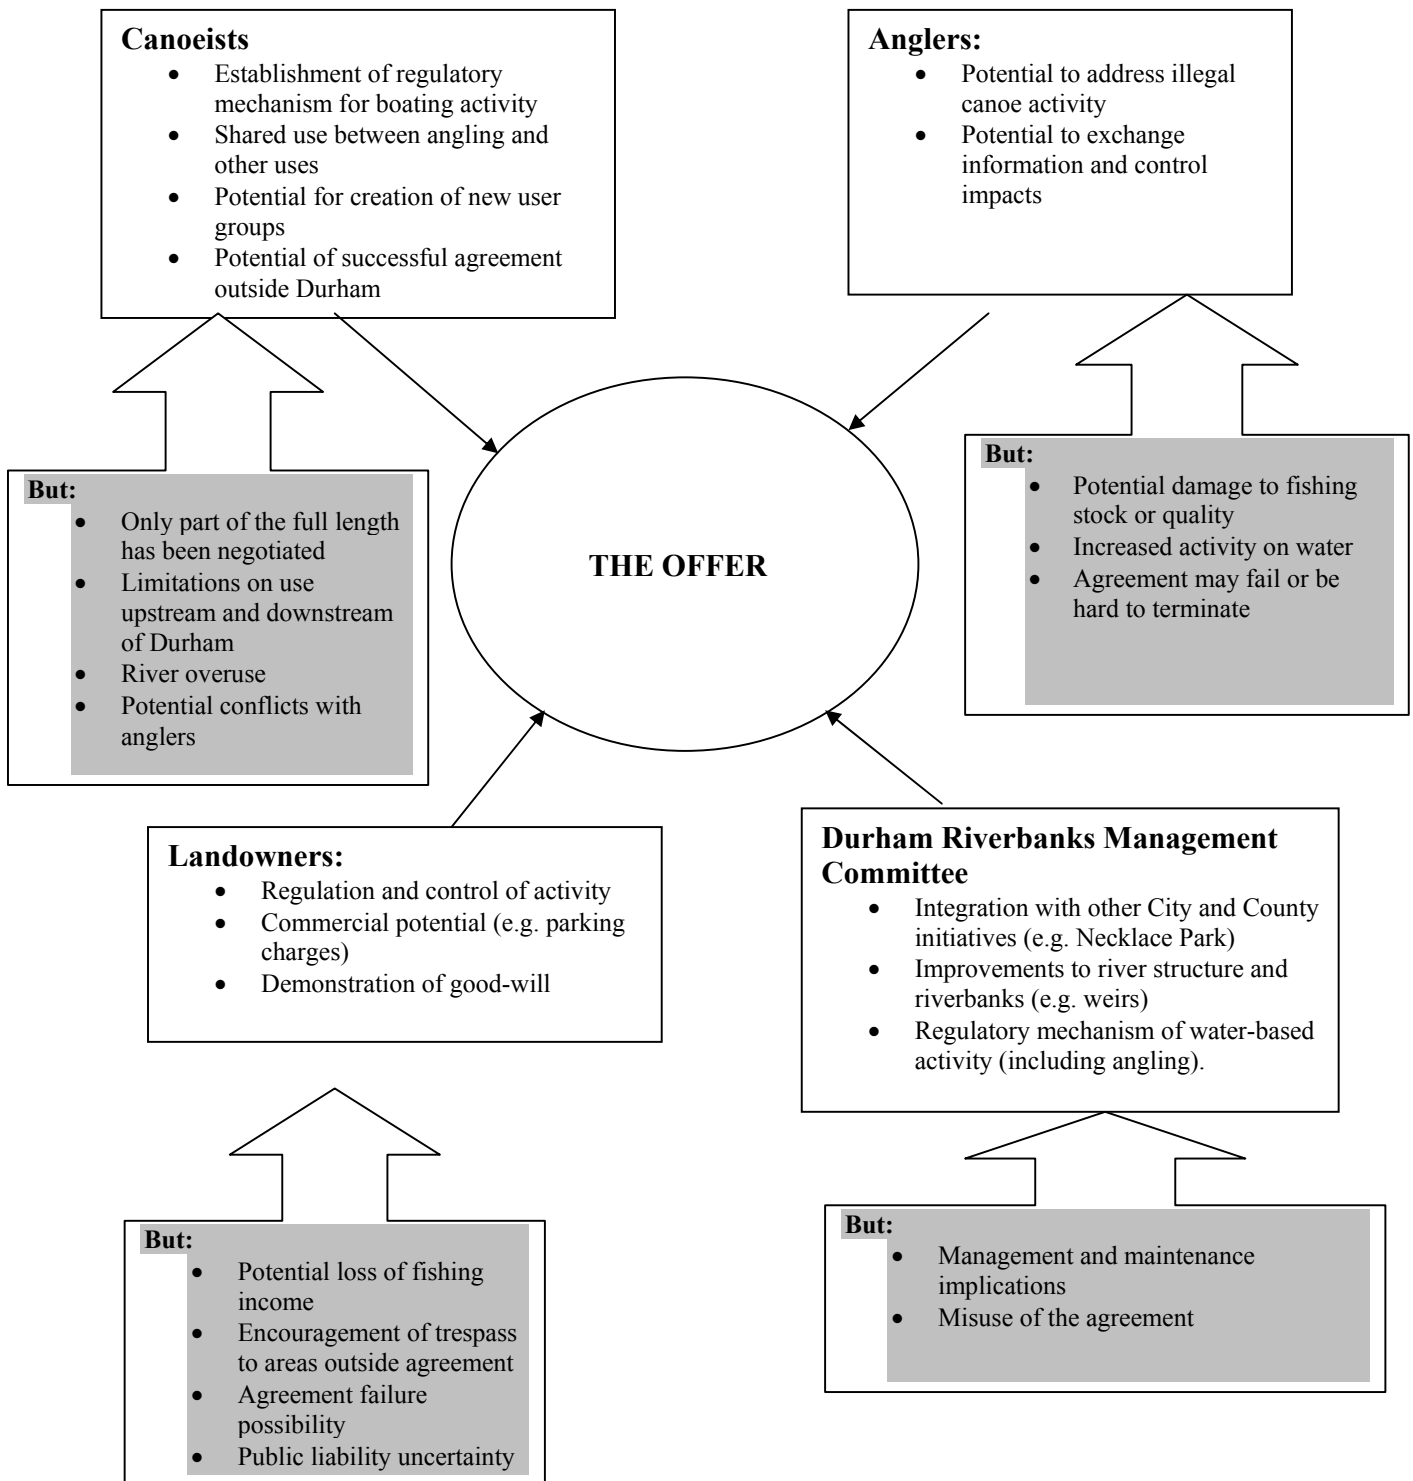 Canoeists
• Establishment of regulatory
mechanism for boating activity
• Shared use between angling and
other uses
• Potential for creation of new user
groups
• Potential of successful agreement
outside Durham
Anglers:
• Potential to address illegal
canoe activity
• Potential to exchange
information and control
impacts
But:
• Only part of the full length
has been negotiated
• Limitations on use
upstream and downstream
of Durham
• River overuse
• Potential conflicts with
anglers
THE OFFER
But:
• Potential damage to fishing
stock or quality
• Increased activity on water
• Agreement may fail or be
hard to terminate
Landowners:
• Regulation and control of activity
• Commercial potential (e.g. parking
charges)
• Demonstration of good-will
Durham Riverbanks Management
Committee
• Integration with other City and County
initiatives (e.g. Necklace Park)
• Improvements to river structure and
riverbanks (e.g. weirs)
• Regulatory mechanism of water-based
activity (including angling).
But:
• Potential loss of fishing
income
• Encouragement of trespass
to areas outside agreement
• Agreement failure
possibility
• Public liability uncertainty
But:
• Management and maintenance
implications
• Misuse of the agreement